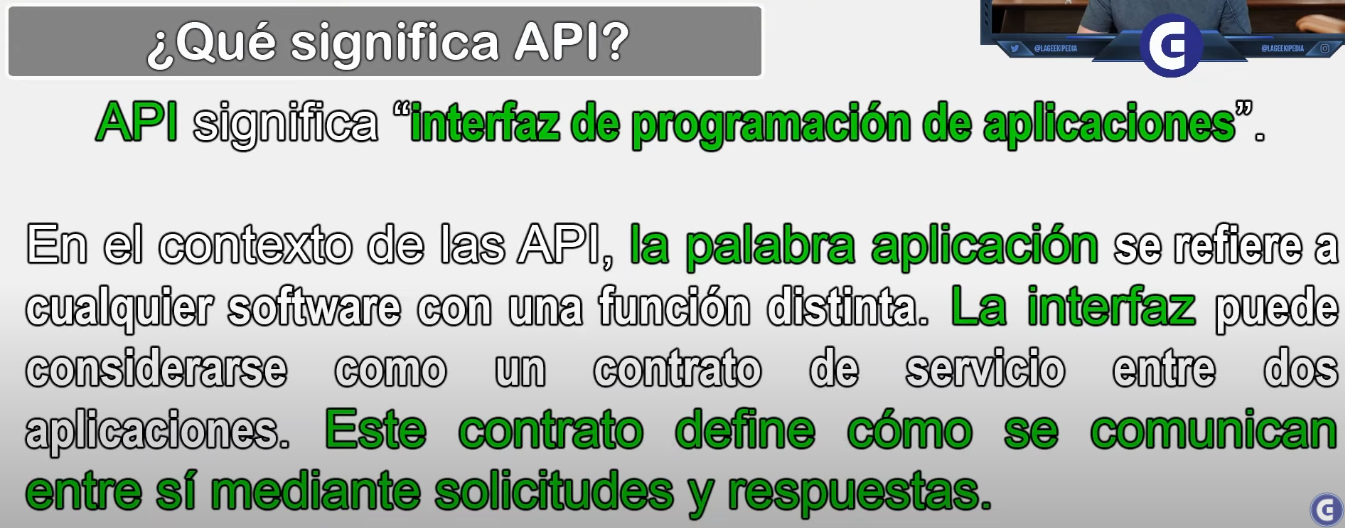 ¿Qué significa API?
@LAGEEKIPEDIA
@LAGEEKIPEDIA
API significa “interfaz de programación de aplicaciones”.
En el contexto de las API, la palabra aplicación se refiere a
cualquier software con una función distinta. La interfaz puede
considerarse como un contrato de servicio entre dos
aplicaciones. Este contrato define cómo se comunican
entre sí mediante solicitudes y respuestas.